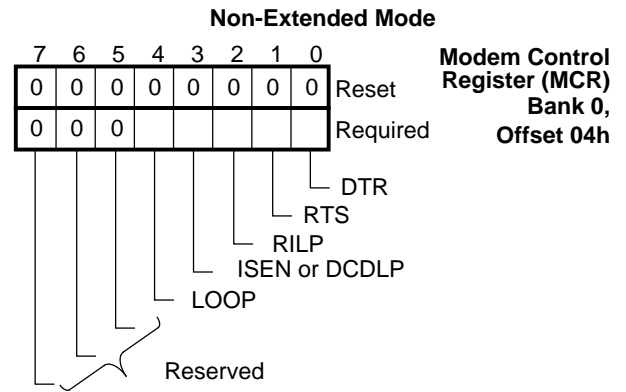 Non-Extended Mode
7 6 5 4 3 2 1 0
Modem Control
Register (MCR)
Bank 0,
Offset 04h
0 0 0 0 0 0 0 0 Reset
0 0 0 Required
DTR
RTS
RILP
ISEN or DCDLP
LOOP
Reserved